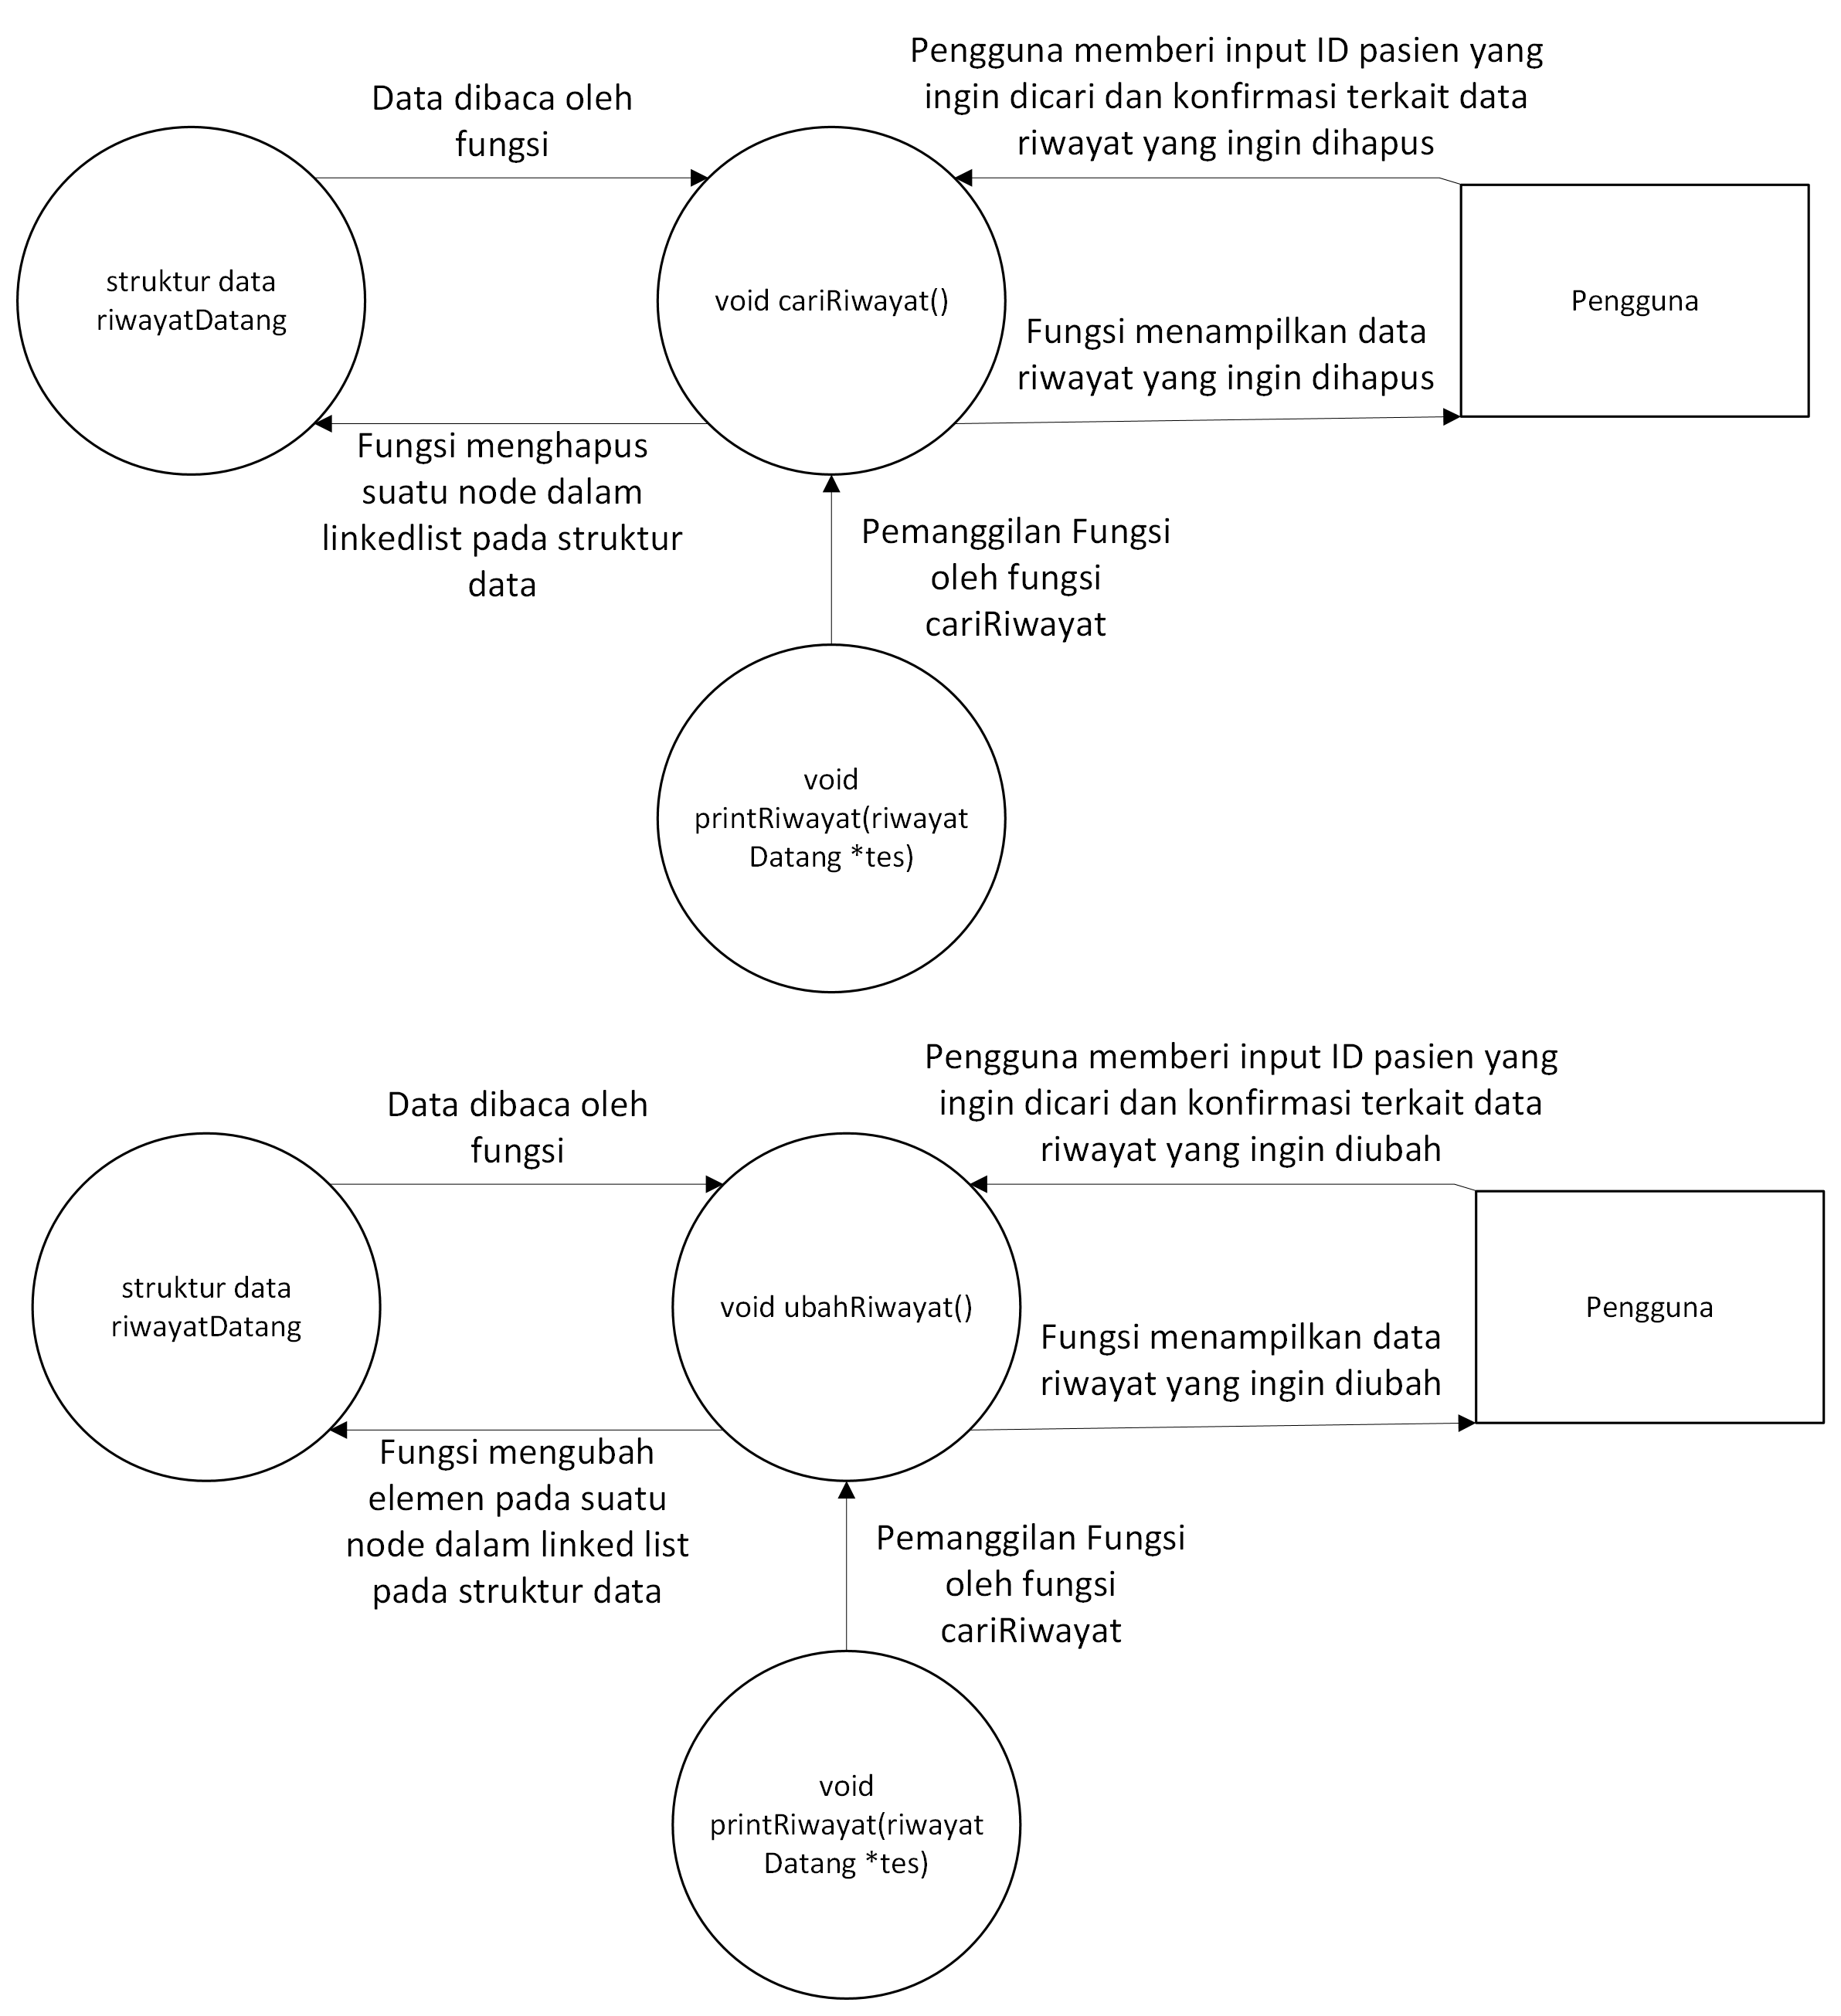 Pengguna memberi input ID pasien yang
ingin dicari dan konfirmasi terkait data
riwayat yang ingin dihapus
Data dibaca oleh
fungsi
struktur data
riwayatDatang
void cariRiwayat()
Pengguna
Fungsi menampilkan data
riwayat yang ingin dihapus
Fungsi menghapus
suatu node dalam
linkedlist pada struktur
data
Pemanggilan Fungsi
oleh fungsi
cariRiwayat
void
printRiwayat(riwayat
Datang *tes)
Pengguna memberi input ID pasien yang
ingin dicari dan konfirmasi terkait data
riwayat yang ingin diubah
Data dibaca oleh
fungsi
struktur data
riwayatDatang
void ubahRiwayat()
Pengguna
Fungsi menampilkan data
riwayat yang ingin diubah
Fungsi mengubah
elemen pada suatu
node dalam linked list
pada struktur data
Pemanggilan Fungsi
oleh fungsi
cariRiwayat
void
printRiwayat(riwayat
Datang *tes)